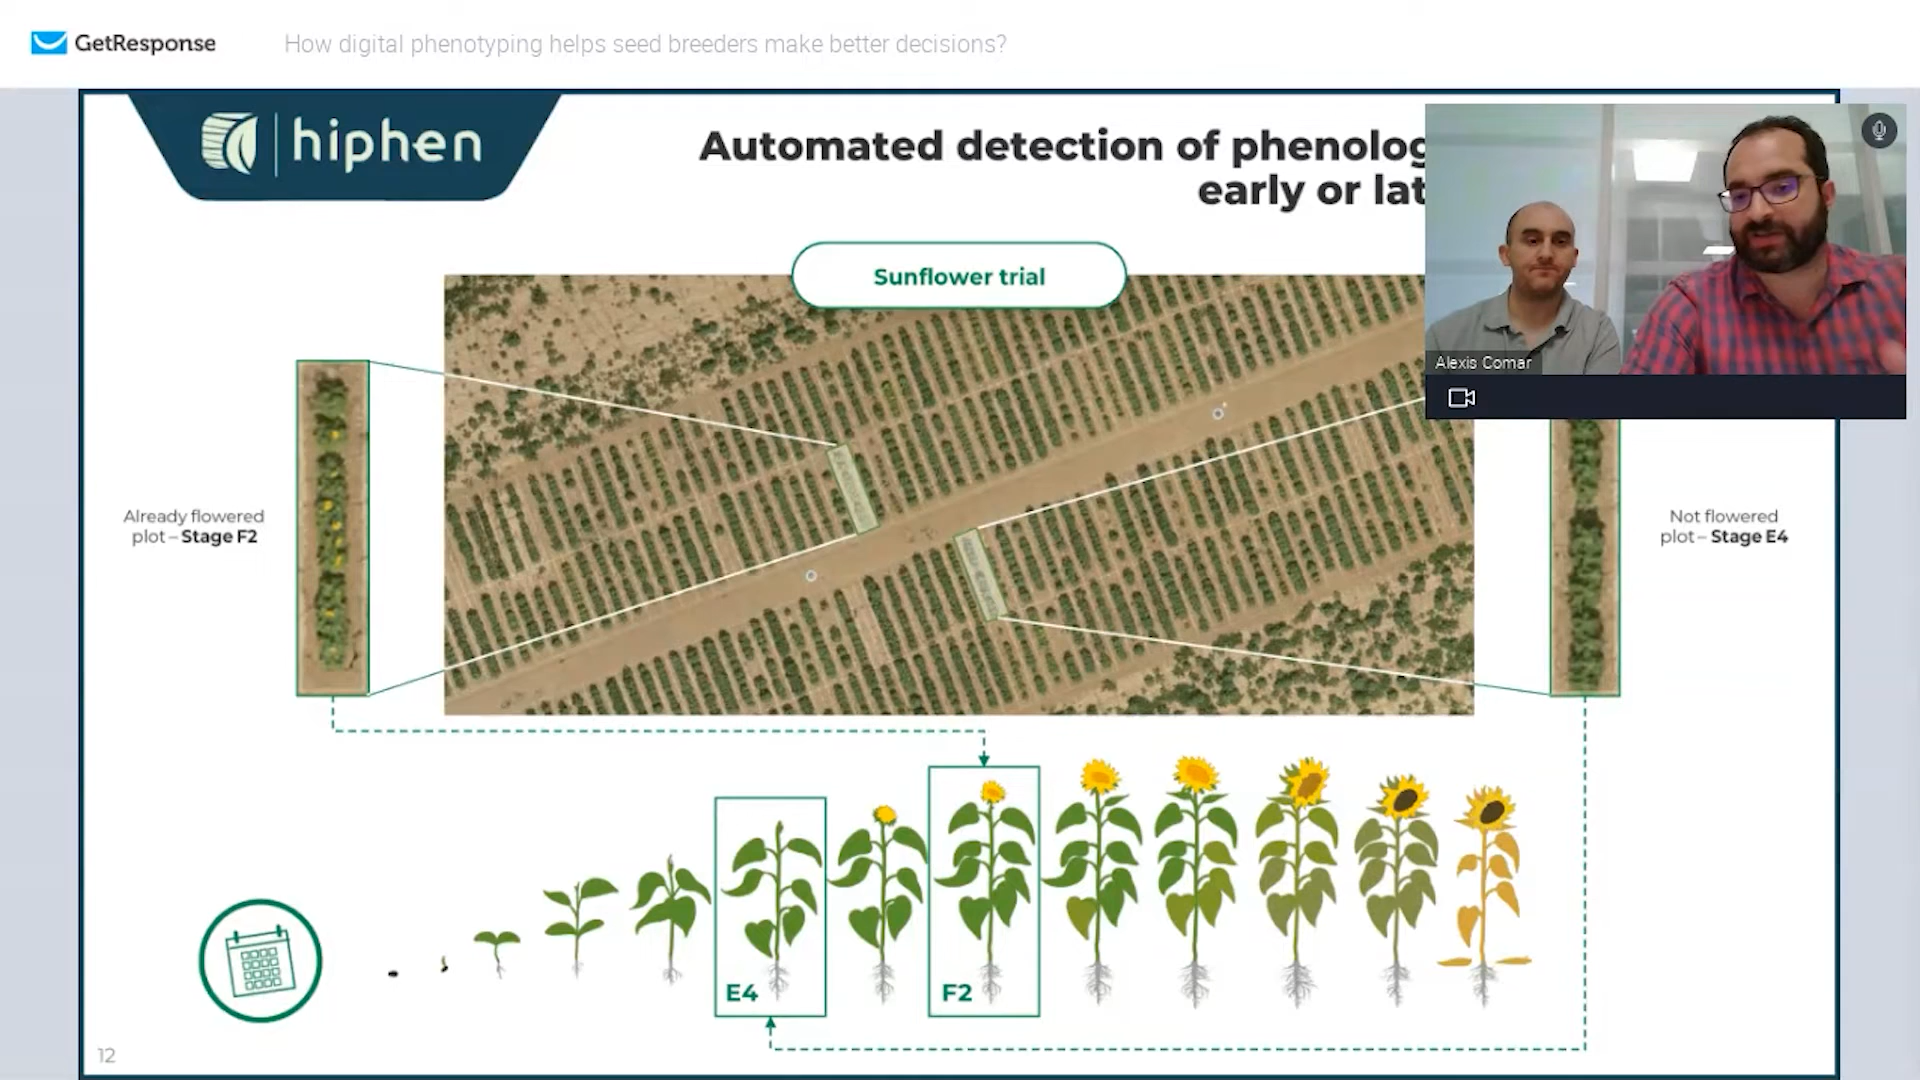 GetResponse
How digital phenotyping helps seed breeders make better decisions?
hiphen
Automated detection of phenolog
early or lat
Sunflower trial
Alexis Comar
Already flowered
plot – Stage F2
Not flowered
plot – Stage E4
E4
F2
12